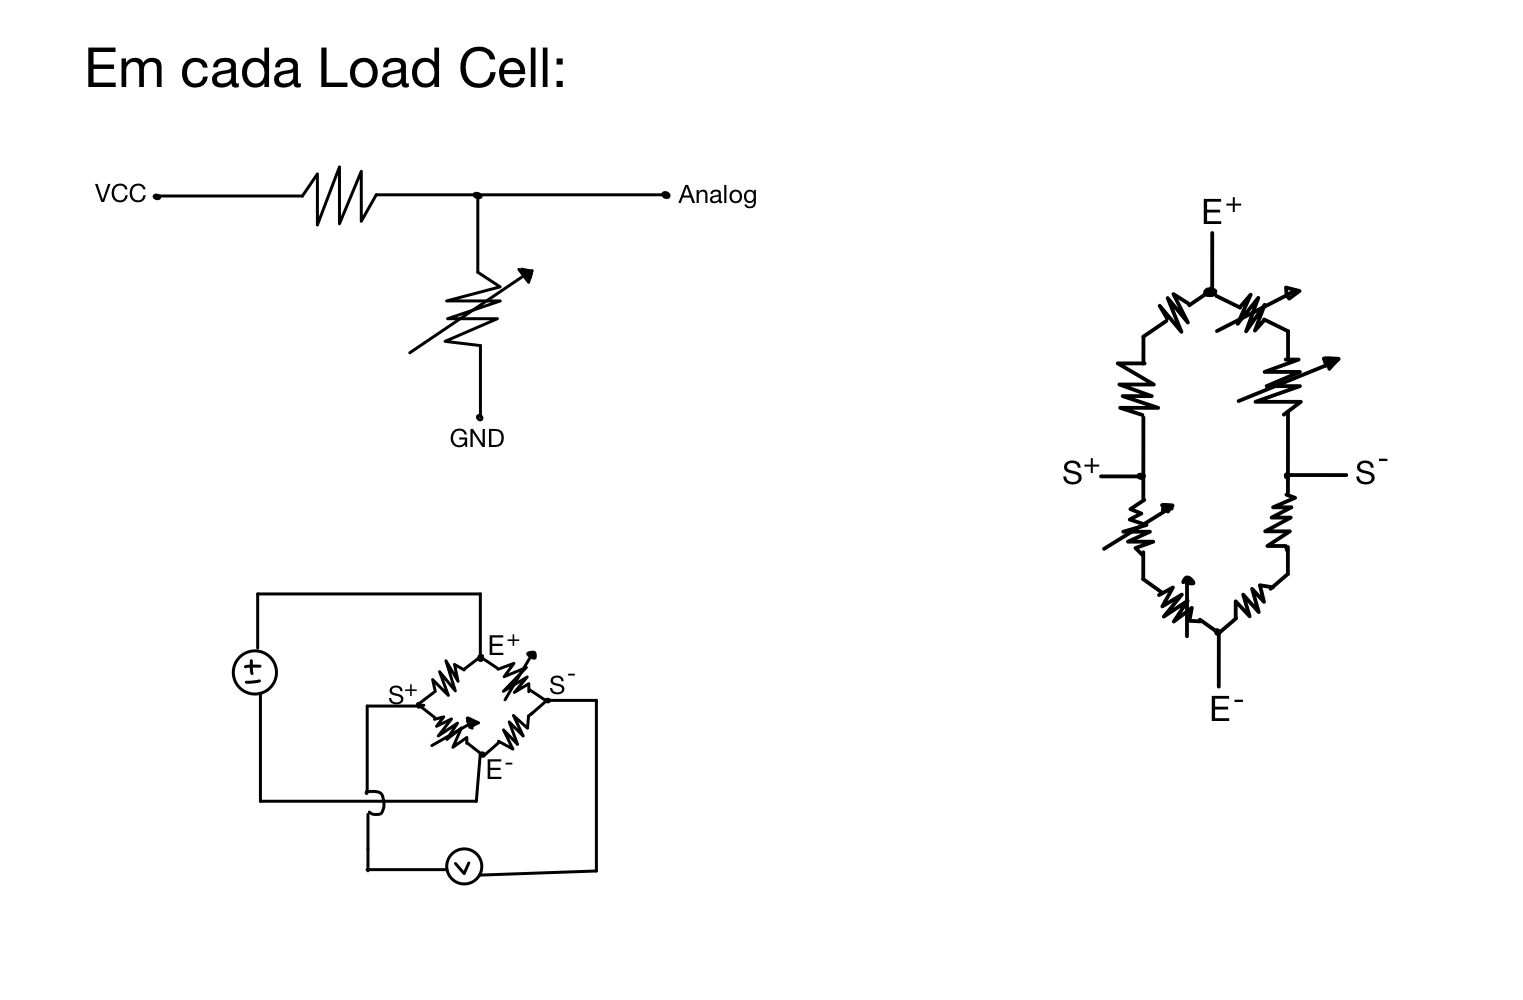 Em cada Load Cell:
VCC
Analog
GND
E+
S+
S-
E-
E+
S+
S-
E-
V